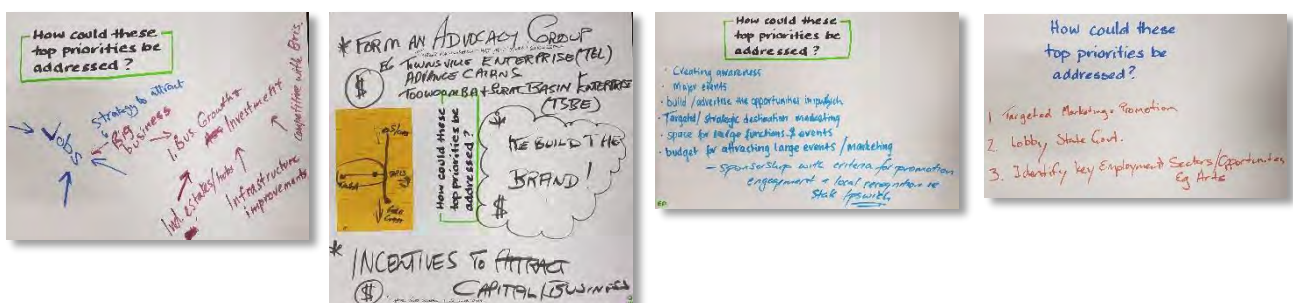 How could these
top priorities be
addressed?
Strategy to attract
Big
business
Jobs
1. Bus. Growth
Investment
competitive with Bris.
Ind. estates/hubs
Infrastructure
improvements
* FORM AN ADVOCACY GROUP
EG TOWNSVILLE ENTERPRISE (TEL)
ADVANCE CAIRNS
TOOWOOMBA + SURAT BASIN ENTERPRISE
(TSBE)
$
How could these
top priorities be
addressed?
$
REBUILD THE
BRAND!
$
* INCENTIVES TO ATTRACT
$
CAPITAL/BUSINESS
How could these
top priorities be
addressed?
· Creating awareness
· Major events
· build/advertise the opportunities in Ipswich
· Targeted/strategic destination marketing
· space for large functions & events
· budget for attracting large events/marketing
- sponsorship with criteria for promotion
engagement & local recognition ie
State Ipswich
How could these
top priorities be
addressed?
1 Targeted Marketing + Promotion
2. Lobby State Govt.
3. Identify Key Employment Sectors/Opportunities
Eg Arts